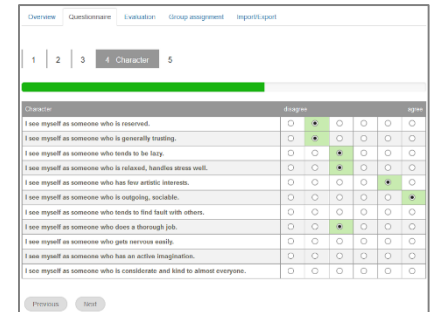 Overview Questionnaire Evaluation Group assignment Import/Export
1 2 3 4 Character 5
Character disagree agree
I see myself as someone who is reserved.
I see myself as someone who is generally trusting.
I see myself as someone who tends to be lazy.
I see myself as someone who is relaxed, handles stress well.
I see myself as someone who has few artistic interests.
I see myself as someone who is outgoing, sociable.
I see myself as someone who tends to find fault with others.
I see myself as someone who does a thorough job.
I see myself as someone who gets nervous easily.
I see myself as someone who has an active imagination.
I see myself as someone who is considerate and kind to almost everyone.
Previous Next